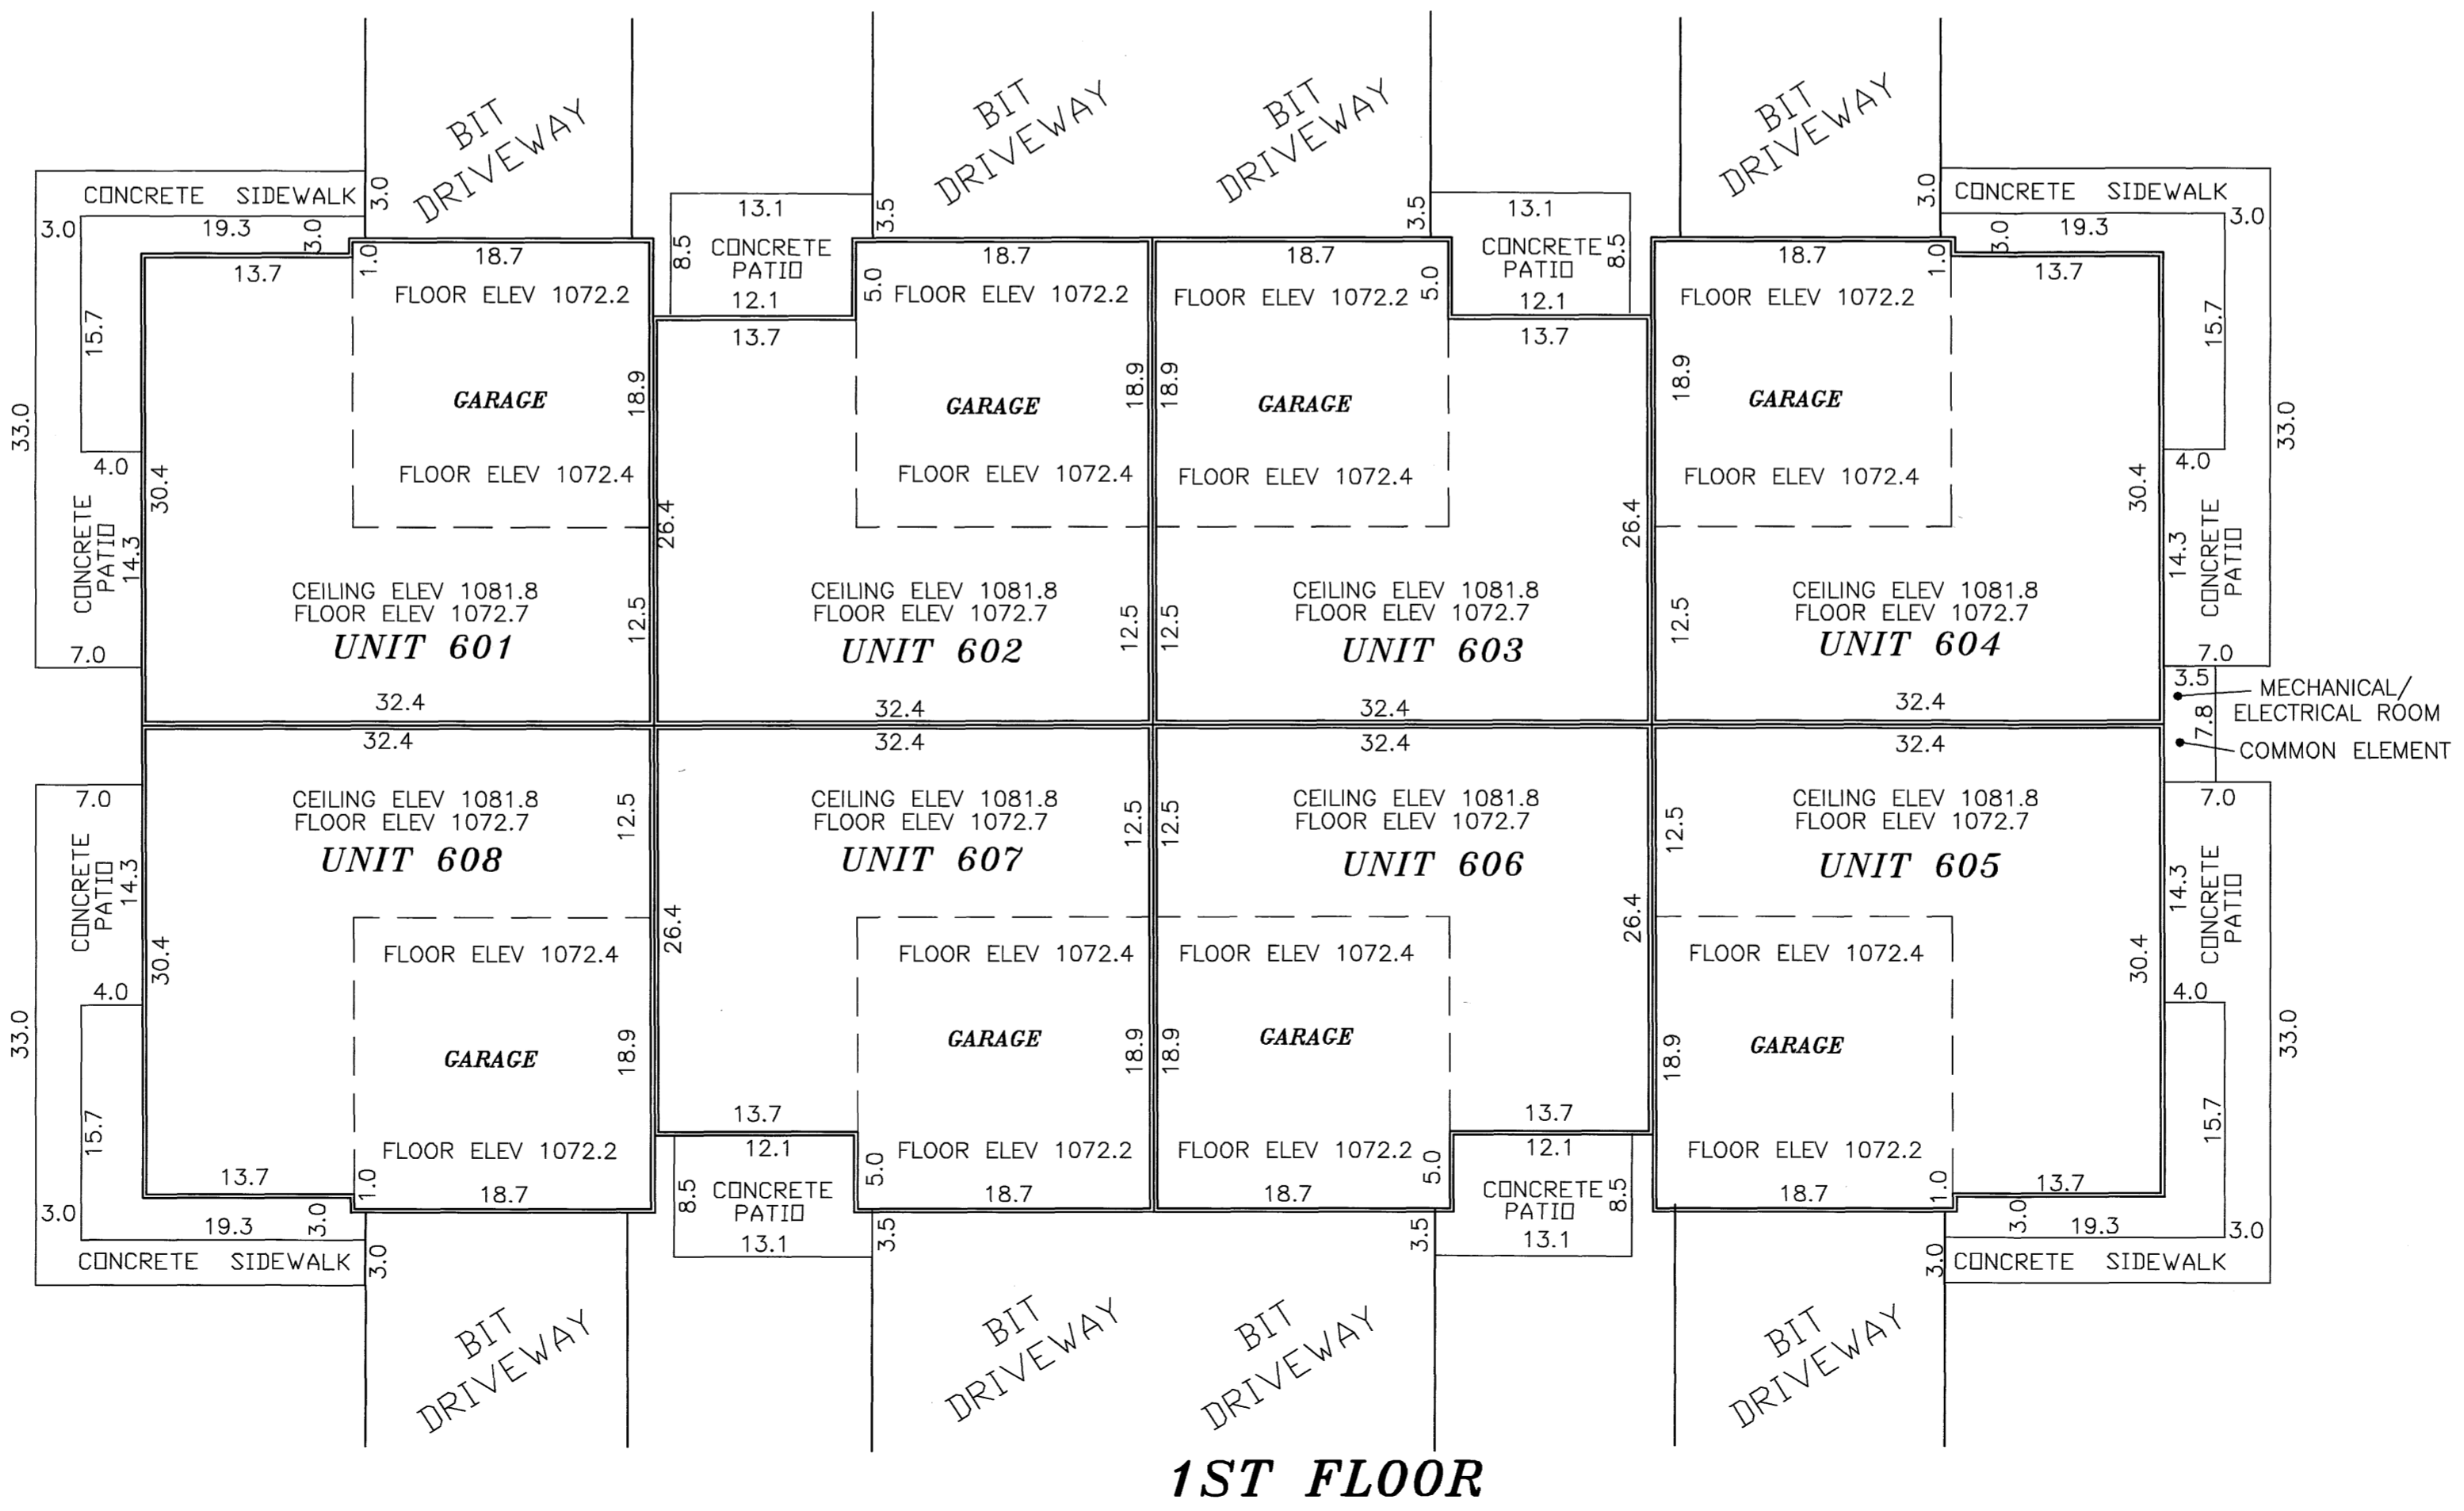 BIT
DRIVEWAY
BIT
DRIVEWAY
BIT
DRIVEWAY
BIT
DRIVEWAY
CONCRETE SIDEWALK
3.0
3.0
19.3
3.0
13.7
1.0
18.7
FLOOR ELEV 1072.2
15.7
33.0
GARAGE
18.9
4.0
30.4
FLOOR ELEV 1072.4
CONCRETE
PATIO
14.3
CEILING ELEV 1081.8
FLOOR ELEV 1072.7
12.5
UNIT 601
7.0
32.4
13.1
3.5
8.5
CONCRETE
PATIO
12.1
5.0
13.7
18.7
FLOOR ELEV 1072.2
GARAGE
18.9
FLOOR ELEV 1072.4
26.4
CEILING ELEV 1081.8
FLOOR ELEV 1072.7
12.5
UNIT 602
32.4
3.5
13.1
CONCRETE
PATIO
8.5
12.1
18.7
5.0
FLOOR ELEV 1072.2
13.7
18.9
GARAGE
FLOOR ELEV 1072.4
26.4
CEILING ELEV 1081.8
FLOOR ELEV 1072.7
12.5
UNIT 603
32.4
3.0
CONCRETE SIDEWALK
3.0
3.0
19.3
18.7
1.0
13.7
FLOOR ELEV 1072.2
15.7
18.9
GARAGE
33.0
4.0
FLOOR ELEV 1072.4
30.4
CONCRETE
PATIO
14.3
CEILING ELEV 1081.8
FLOOR ELEV 1072.7
12.5
UNIT 604
7.0
32.4
3.5
7.8
MECHANICAL/
ELECTRICAL ROOM
COMMON ELEMENT
32.4
7.0
CEILING ELEV 1081.8
FLOOR ELEV 1072.7
12.5
UNIT 608
CONCRETE
PATIO
14.3
30.4
4.0
FLOOR ELEV 1072.4
33.0
GARAGE
18.9
15.7
FLOOR ELEV 1072.2
13.7
1.0
18.7
3.0
19.3
3.0
CONCRETE SIDEWALK
3.0
32.4
CEILING ELEV 1081.8
FLOOR ELEV 1072.7
12.5
UNIT 607
26.4
FLOOR ELEV 1072.4
GARAGE
18.9
13.7
12.1
FLOOR ELEV 1072.2
5.0
8.5
CONCRETE
PATIO
18.7
13.1
3.5
32.4
CEILING ELEV 1081.8
FLOOR ELEV 1072.7
12.5
UNIT 606
26.4
FLOOR ELEV 1072.4
GARAGE
18.9
13.7
FLOOR ELEV 1072.2
5.0
12.1
18.7
CONCRETE
PATIO
8.5
3.5
13.1
32.4
7.0
CEILING ELEV 1081.8
FLOOR ELEV 1072.7
12.5
UNIT 605
14.3
CONCRETE
PATIO
FLOOR ELEV 1072.4
30.4
4.0
18.9
GARAGE
33.0
15.7
FLOOR ELEV 1072.2
18.7
1.0
13.7
3.0
19.3
3.0
3.0
CONCRETE SIDEWALK
BIT
DRIVEWAY
BIT
DRIVEWAY
BIT
DRIVEWAY
BIT
DRIVEWAY
1ST FLOOR